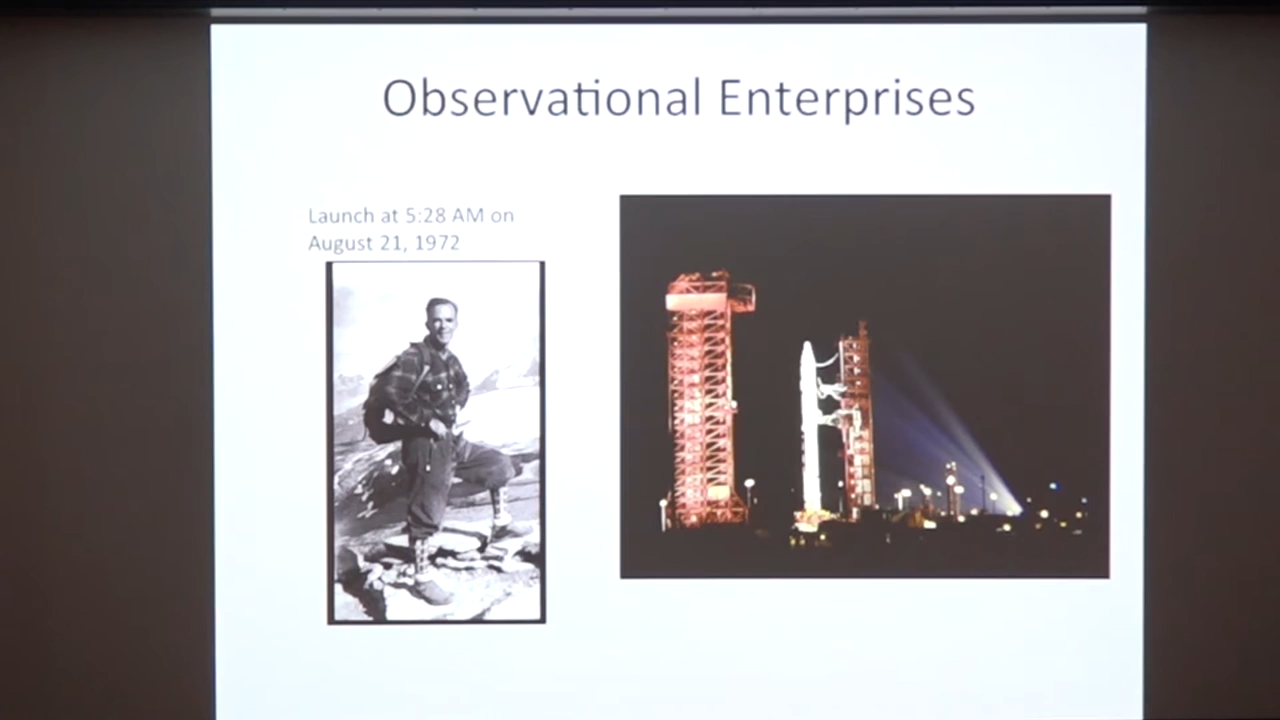 Observational Enterprises
Launch at 5:28 AM on
August 21, 1972